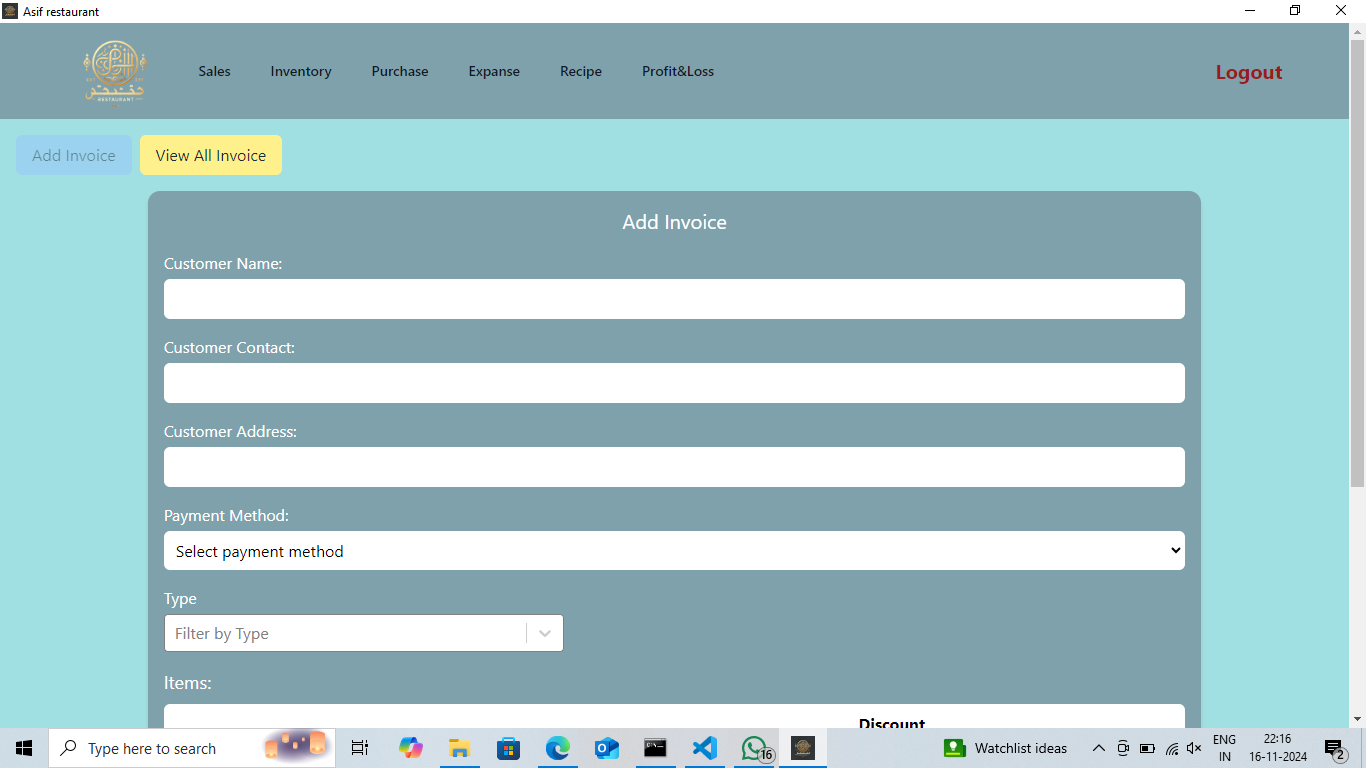 Asif restaurant
RESTAURANT
Sales Inventory Purchase Expanse Recipe Profit&Loss Logout
Add Invoice View All Invoice
Add Invoice
Customer Name:
Customer Contact:
Customer Address:
Payment Method:
Select payment method
Type
Filter by Type
Items:
Discount
Type here to search
16
Watchlist ideas
ENG
IN
22:16
16-11-2024
2